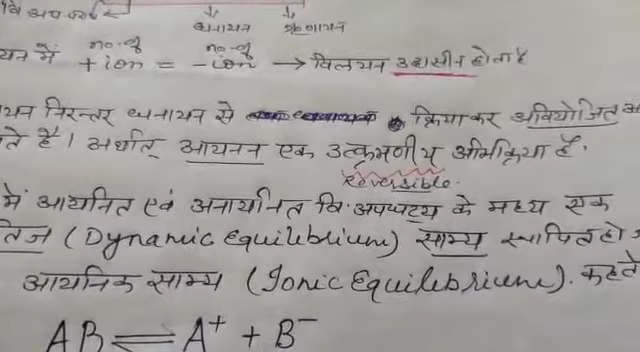 वि.अपघट्य
धनायन ऋणायन
no. of no. of
यन में +ion = -ion → विलयन उदासीन होता है
यन निरन्तर धनायन से क्रियाकर अवियोजित अ
ते है। अर्थात् आयनन एक उत्क्रमणीय अभिक्रिया है.
Reversible.
में आयनित एवं अनायनित वि.अपघट्य के मध्य एक
तिज (Dynamic Equilibrium) साम्य स्थापित हो
आयनिक साम्य (Ionic Equilibrium). कहते
AB ⇌ A⁺ + B⁻